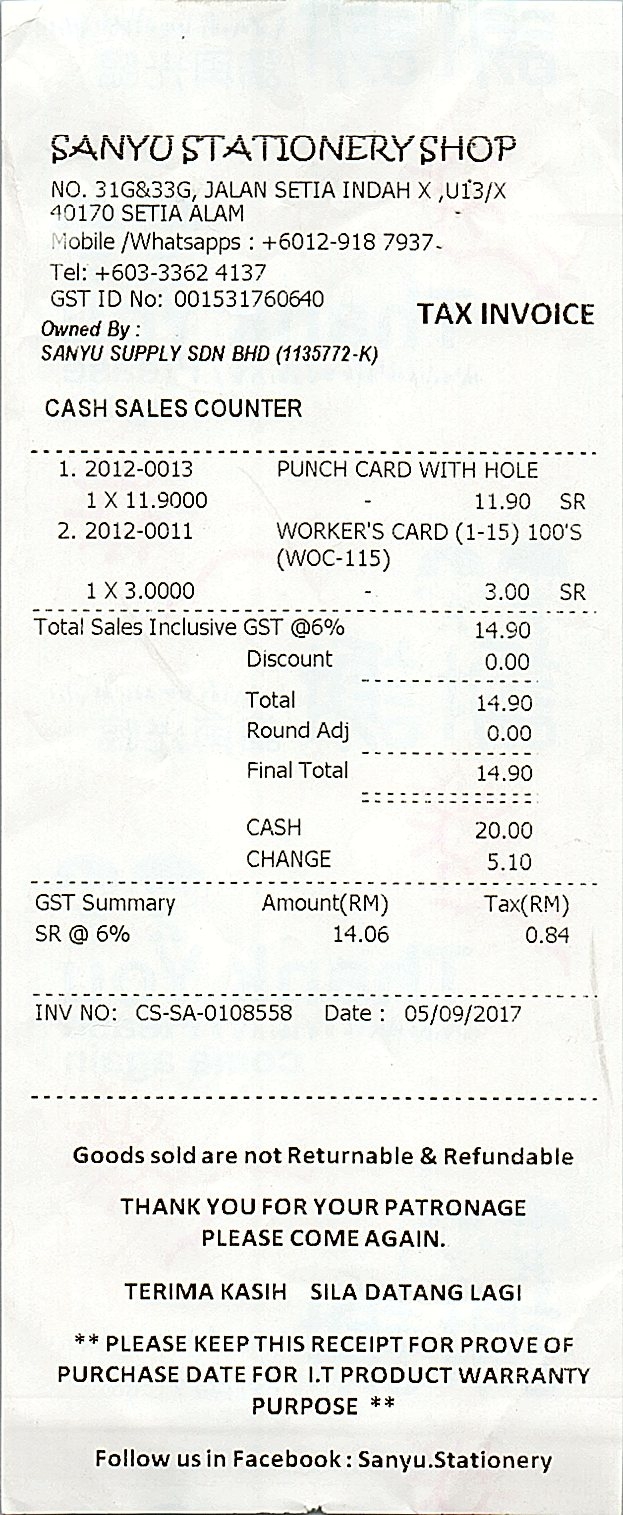 SANYU STATIONERY SHOP
NO. 31G&33G, JALAN SETIA INDAH X ,U13/X
40170 SETIA ALAM
Mobile /Whatsapps : +6012-918 7937
Tel: +603-3362 4137
GST ID No: 001531760640
TAX INVOICE
Owned By :
SANYU SUPPLY SDN BHD (1135772-K)
CASH SALES COUNTER
1. 2012-0013 PUNCH CARD WITH HOLE
1 X 11.9000 - 11.90 SR
2. 2012-0011 WORKER'S CARD (1-15) 100'S
(WOC-115)
1 X 3.0000 - 3.00 SR
Total Sales Inclusive GST @6% 14.90
Discount 0.00
Total 14.90
Round Adj 0.00
Final Total 14.90
CASH 20.00
CHANGE 5.10
GST Summary Amount(RM) Tax(RM)
SR @ 6% 14.06 0.84
INV NO: CS-SA-0108558 Date : 05/09/2017
Goods sold are not Returnable & Refundable
THANK YOU FOR YOUR PATRONAGE
PLEASE COME AGAIN.
TERIMA KASIH SILA DATANG LAGI
** PLEASE KEEP THIS RECEIPT FOR PROVE OF
PURCHASE DATE FOR I.T PRODUCT WARRANTY
PURPOSE **
Follow us in Facebook : Sanyu.Stationery